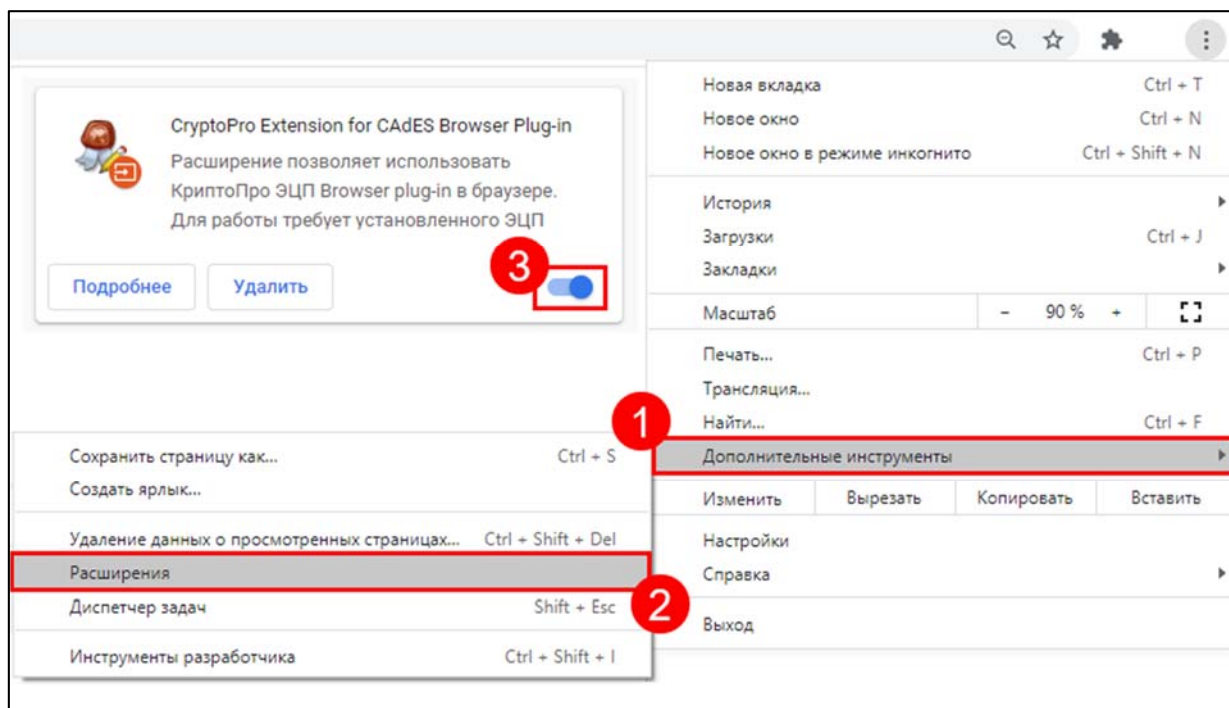 CryptoPro Extension for CAdES Browser Plug-in
Расширение позволяет использовать
КриптоПро ЭЦП Browser plug-in в браузере.
Для работы требует установленного ЭЦП
Подробнее Удалить
3
Новая вкладка Ctrl + T
Новое окно Ctrl + N
Новое окно в режиме инкогнито Ctrl + Shift + N
История
Загрузки Ctrl + J
Закладки
Масштаб - 90 % +
Печать... Ctrl + P
Трансляция...
Найти... Ctrl + F
1
Дополнительные инструменты
Изменить Вырезать Копировать Вставить
Настройки
Справка
Выход
Сохранить страницу как... Ctrl + S
Создать ярлык...
Удаление данных о просмотренных страницах... Ctrl + Shift + Del
Расширения
2
Диспетчер задач Shift + Esc
Инструменты разработчика Ctrl + Shift + I